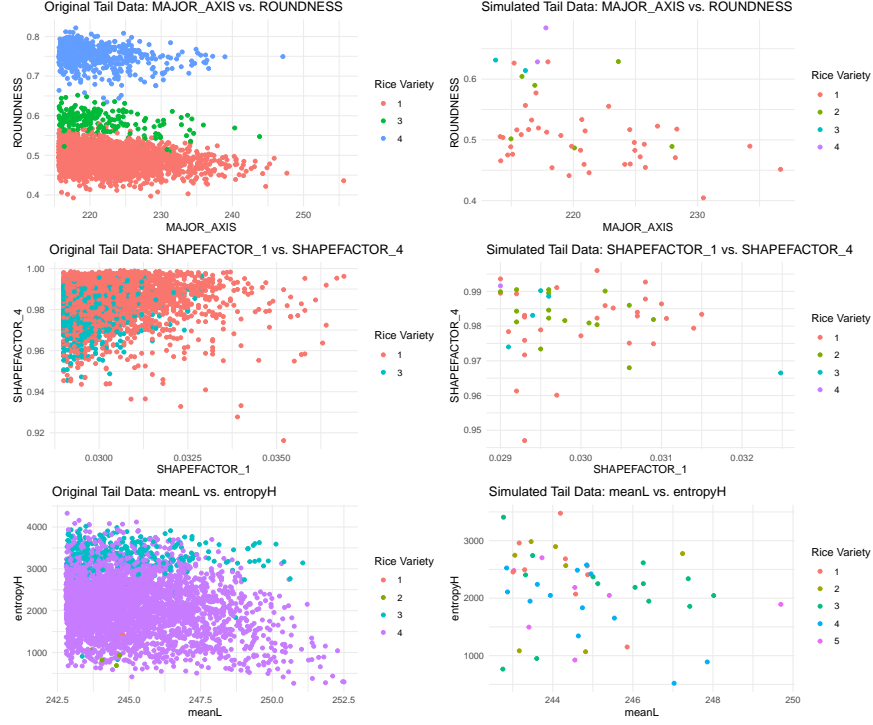 Original Tail Data: MAJOR_AXIS vs. ROUNDNESS
0.8
0.7
0.6
0.5
0.4
ROUNDNESS
220
230
240
250
MAJOR_AXIS
Rice Variety
1
3
4
Simulated Tail Data: MAJOR_AXIS vs. ROUNDNESS
0.6
0.5
0.4
ROUNDNESS
220
230
MAJOR_AXIS
Rice Variety
1
2
3
4
Original Tail Data: SHAPEFACTOR_1 vs. SHAPEFACTOR_4
1.00
0.98
0.96
0.94
0.92
SHAPEFACTOR_4
0.0300
0.0325
0.0350
SHAPEFACTOR_1
Rice Variety
1
3
Simulated Tail Data: SHAPEFACTOR_1 vs. SHAPEFACTOR_4
0.99
0.98
0.97
0.96
0.95
SHAPEFACTOR_4
0.029
0.030
0.031
0.032
SHAPEFACTOR_1
Rice Variety
1
2
3
4
Original Tail Data: meanL vs. entropyH
4000
3000
2000
1000
entropyH
242.5
245.0
247.5
250.0
252.5
meanL
Rice Variety
1
2
3
4
Simulated Tail Data: meanL vs. entropyH
3000
2000
1000
entropyH
244
246
248
250
meanL
Rice Variety
1
2
3
4
5